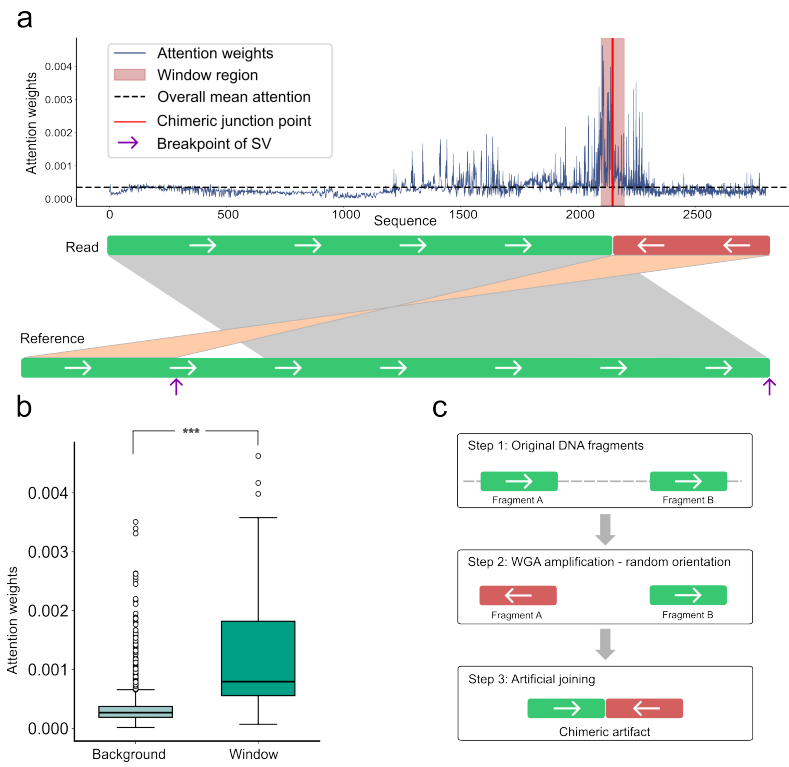 a
Attention weights
Window region
Overall mean attention
Chimeric junction point
Breakpoint of SV
Attention weights
0.004
0.003
0.002
0.001
0.000
0
500
1000
1500
2000
2500
Sequence
Read
Reference
b
***
Attention weights
0.004
0.003
0.002
0.001
0.000
Background
Window
c
Step 1: Original DNA fragments
Fragment A
Fragment B
Step 2: WGA amplification - random orientation
Fragment A
Fragment B
Step 3: Artificial joining
Chimeric artifact